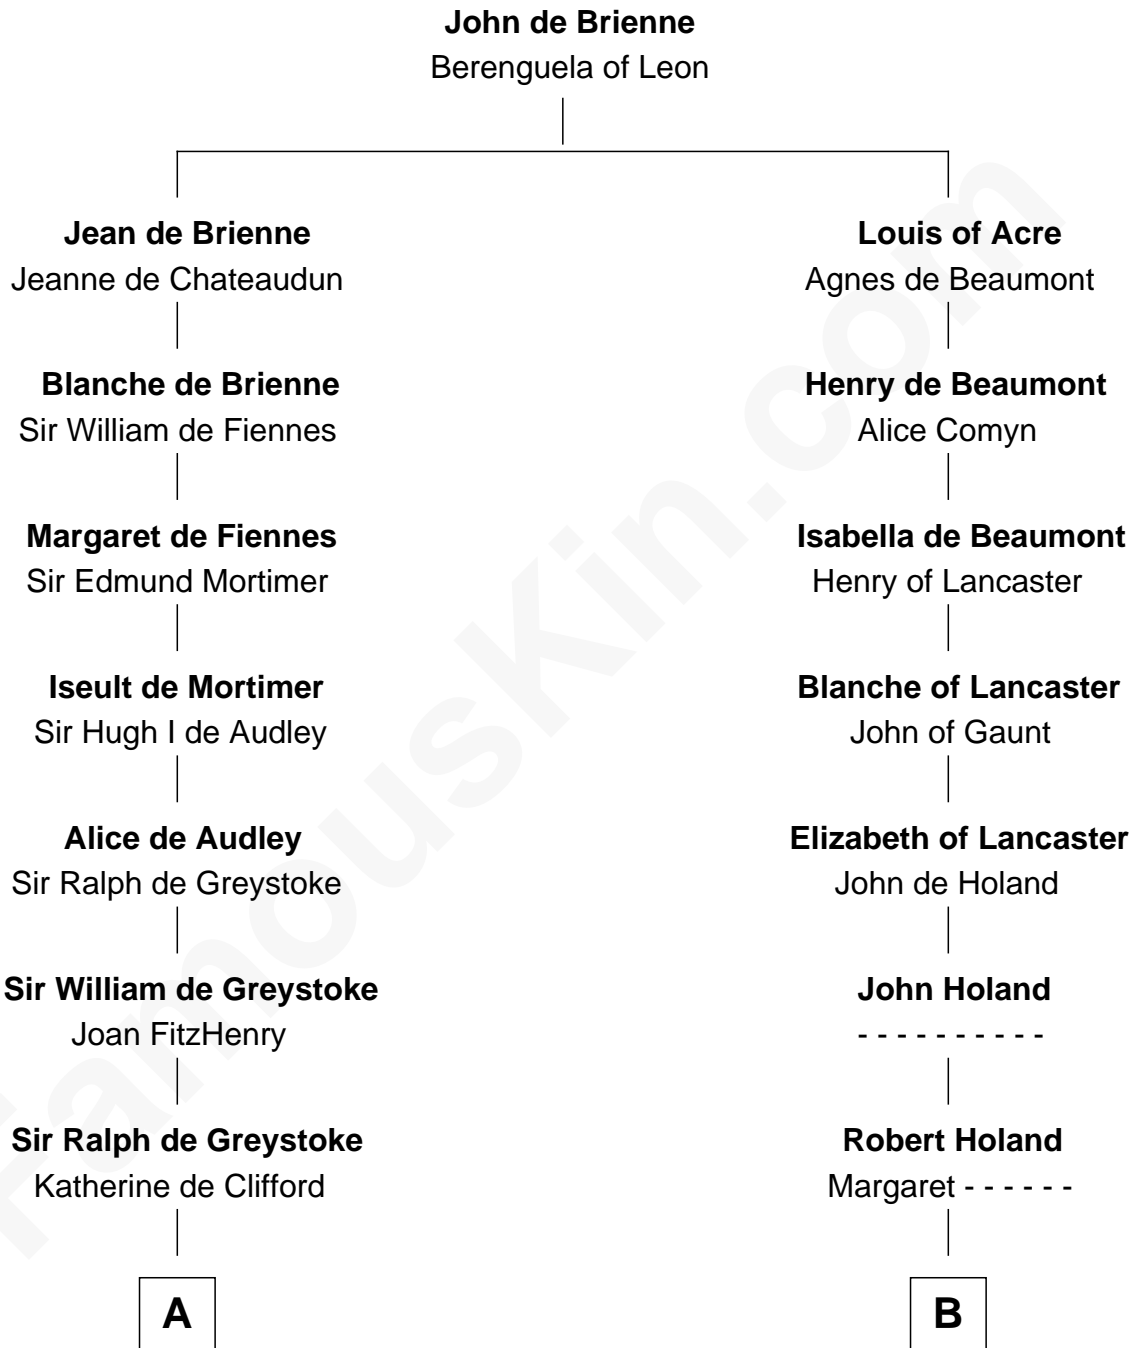 John de Brienne
Berenguela of Leon
Jean de Brienne
Jeanne de Chateaudun
Louis of Acre
Agnes de Beaumont
Blanche de Brienne
Sir William de Fiennes
Henry de Beaumont
Alice Comyn
Margaret de Fiennes
Sir Edmund Mortimer
Isabella de Beaumont
Henry of Lancaster
Iseult de Mortimer
Sir Hugh I de Audley
Blanche of Lancaster
John of Gaunt
Alice de Audley
Sir Ralph de Greystoke
Elizabeth of Lancaster
John de Holand
Sir William de Greystoke
Joan FitzHenry
John Holand
- - - - - - - - - -
Sir Ralph de Greystoke
Katherine de Clifford
Robert Holand
Margaret - - - - - -
A
B
FamousKin.com